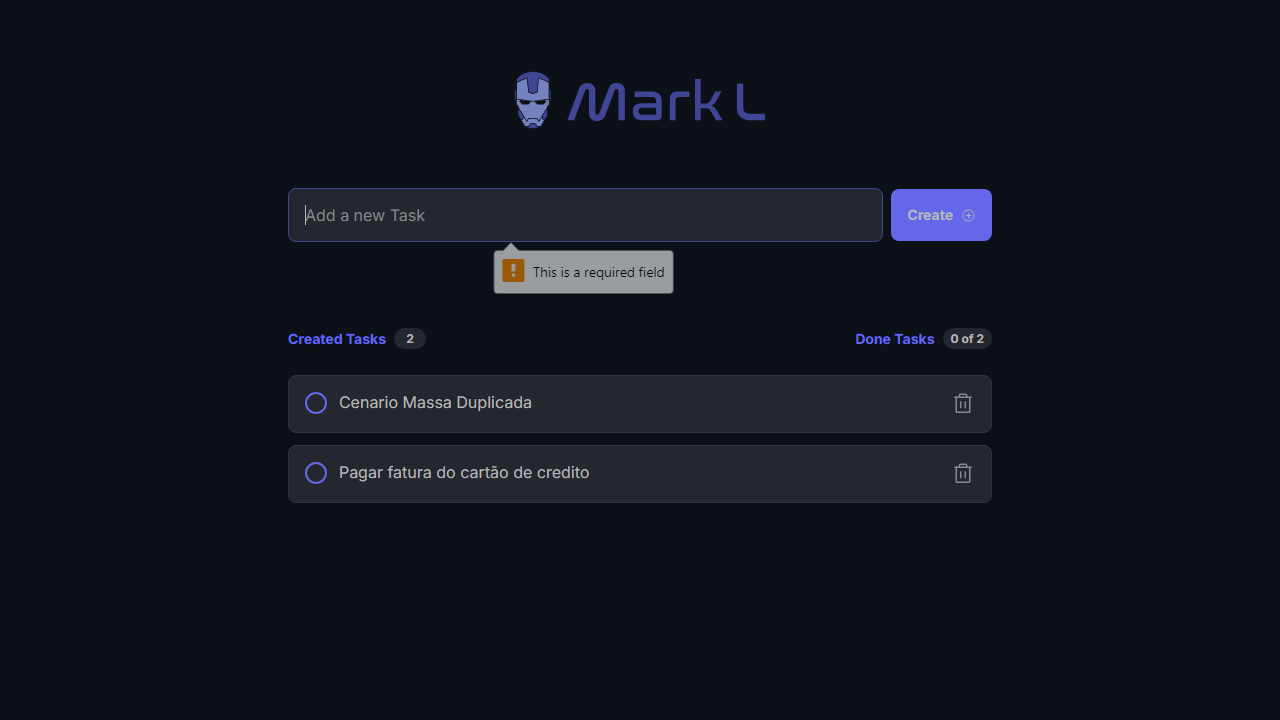 Mark L
Add a new Task
Create
This is a required field
Created Tasks 2
Done Tasks 0 of 2
Cenario Massa Duplicada
Pagar fatura do cartão de credito